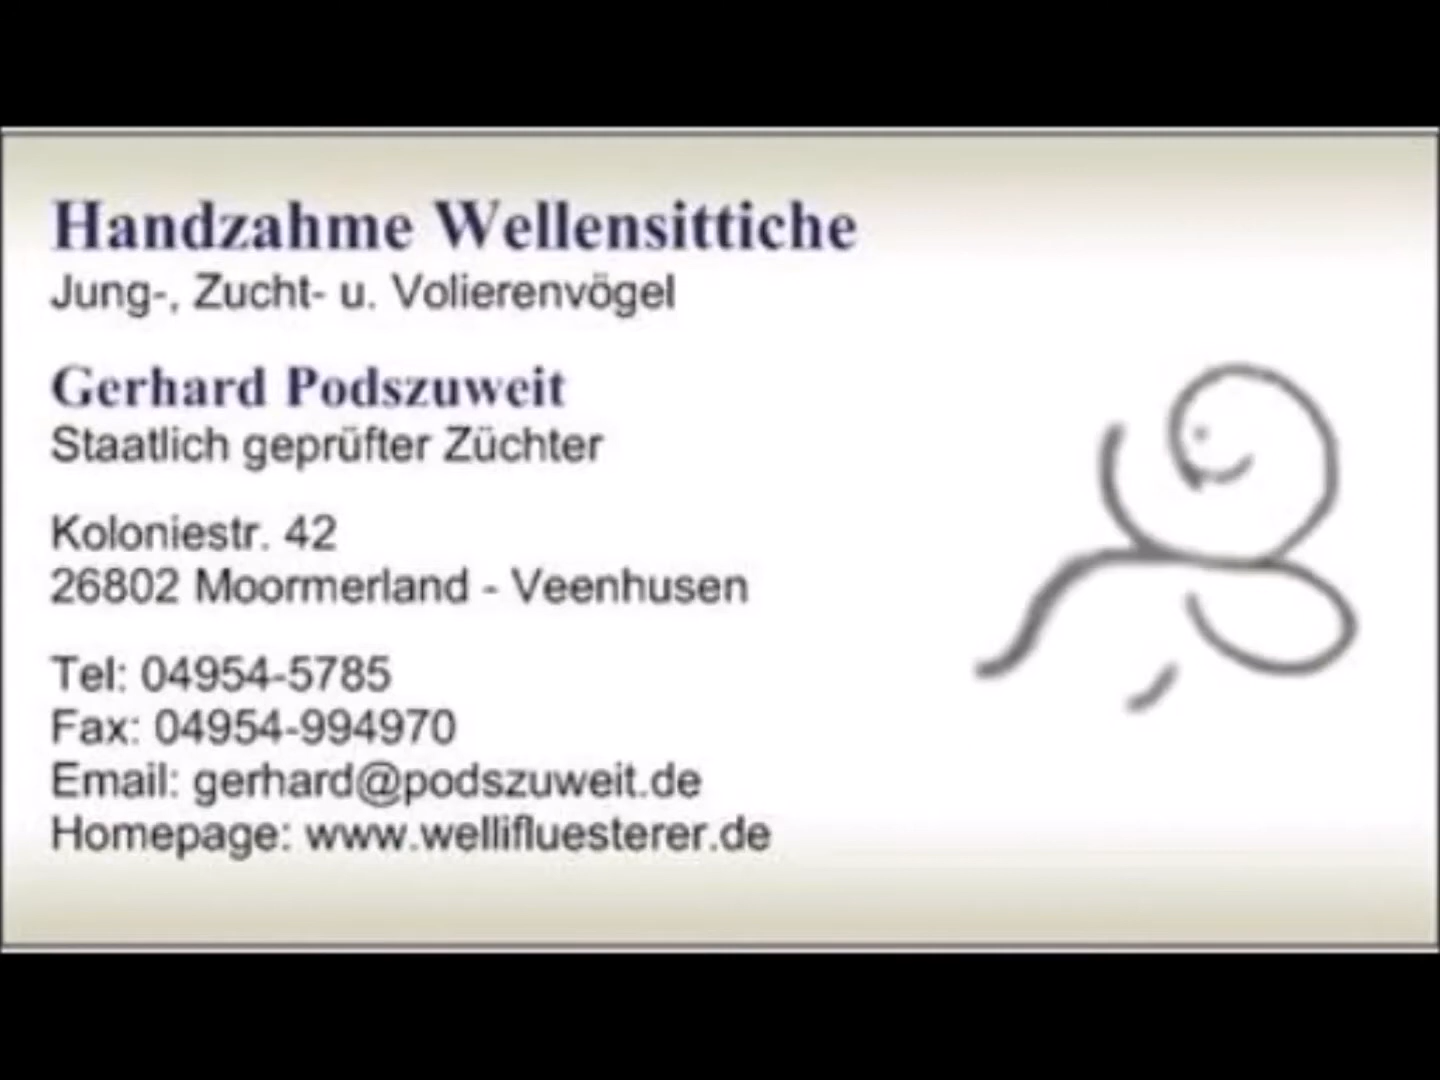 Handzahme Wellensittiche
Jung-, Zucht- u. Volierenvögel
Gerhard Podszuweit
Staatlich geprüfter Züchter
Koloniestr. 42
26802 Moormerland - Veenhusen
Tel: 04954-5785
Fax: 04954-994970
Email: gerhard@podszuweit.de
Homepage: www.wellifluesterer.de